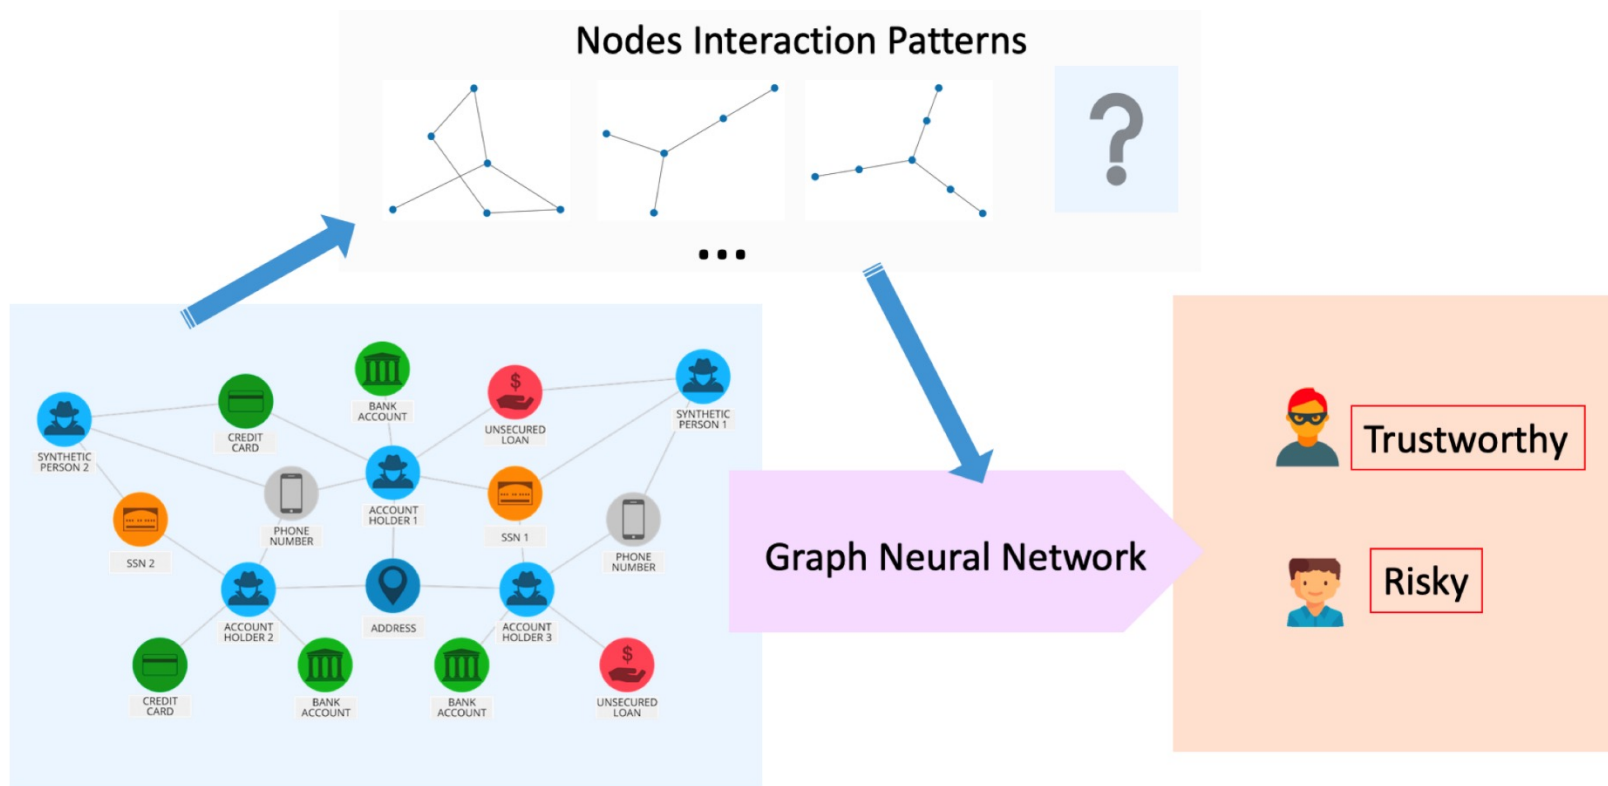 Nodes Interaction Patterns
?
...
BANK
ACCOUNT
CREDIT
CARD
UNSECURED
LOAN
SYNTHETIC
PERSON 1
SYNTHETIC
PERSON 2
ACCOUNT
HOLDER 1
PHONE
NUMBER
SSN 1
PHONE
NUMBER
SSN 2
ACCOUNT
HOLDER 2
ADDRESS
ACCOUNT
HOLDER 3
CREDIT
CARD
BANK
ACCOUNT
BANK
ACCOUNT
UNSECURED
LOAN
$
$
Graph Neural Network
Trustworthy
Risky